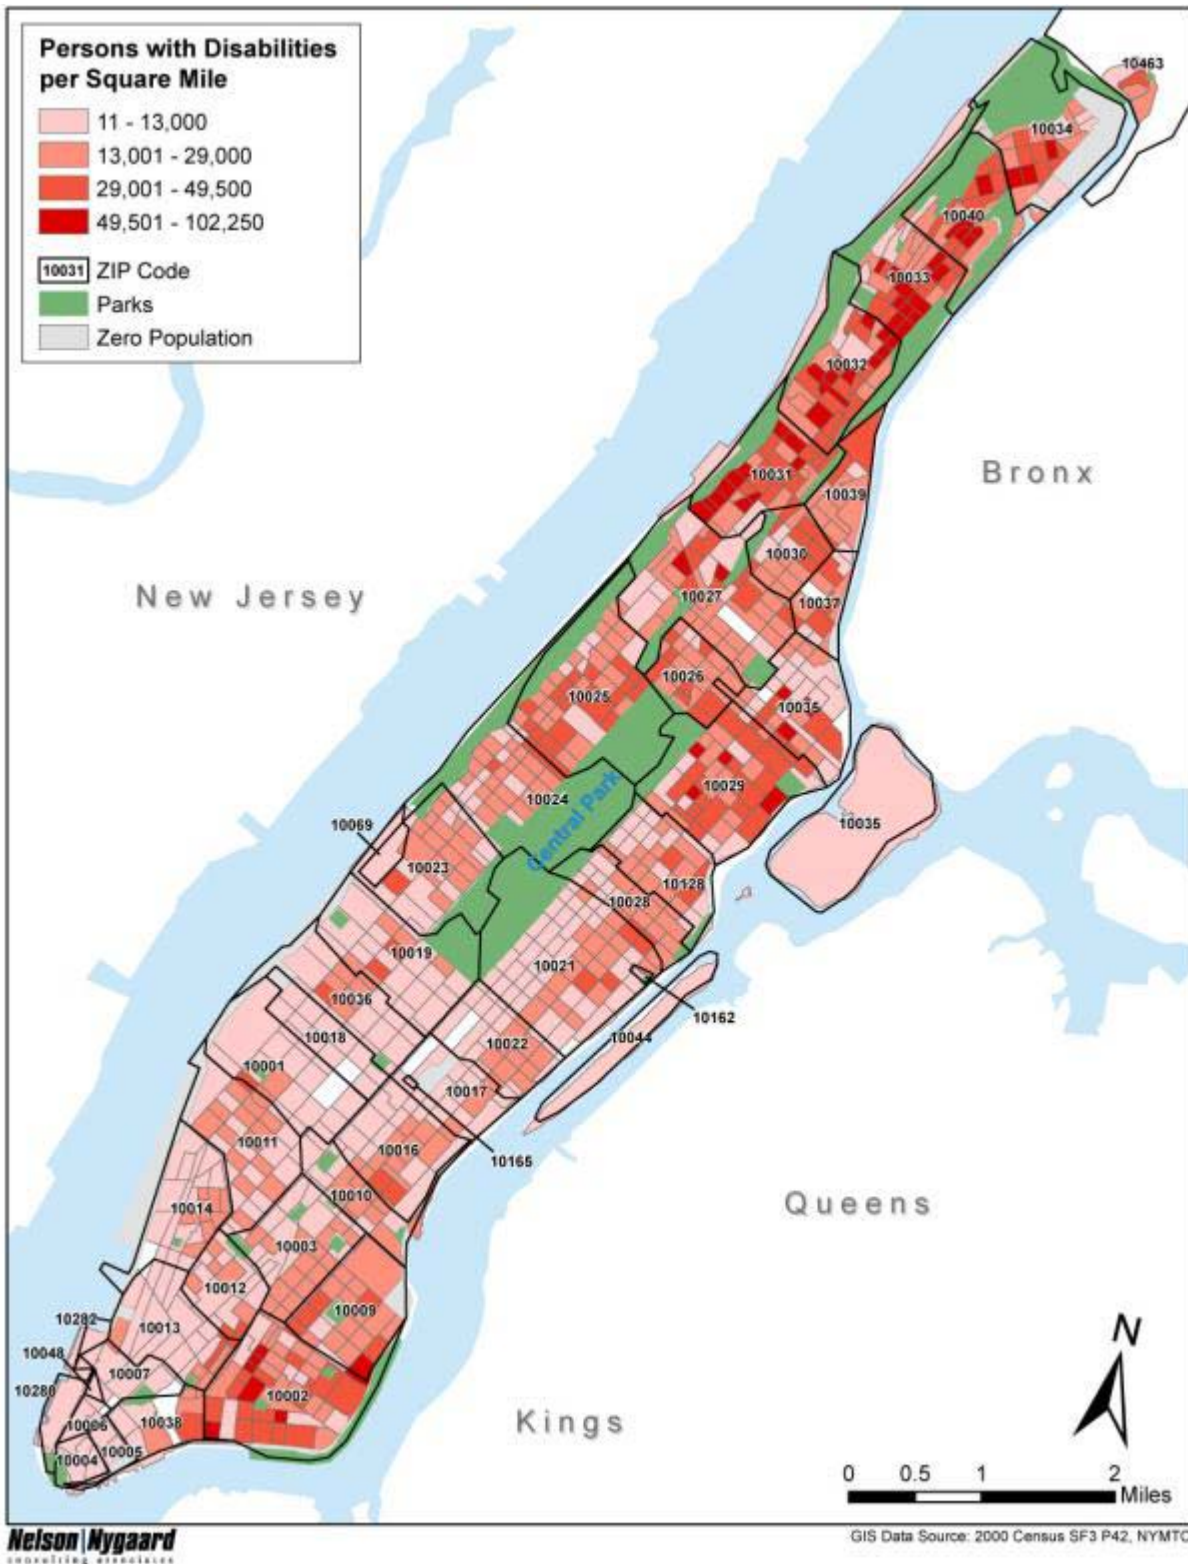 Persons with Disabilities
per Square Mile
11 - 13,000
13,001 - 29,000
29,001 - 49,500
49,501 - 102,250
10031 ZIP Code
Parks
Zero Population
10463
10034
10040
10033
10032
Bronx
10031
10039
10030
New Jersey
10027
10037
10026
10025
10035
10029
10024
Central Park
10035
10069
10023
10128
10028
10019
10021
10036
10162
10018
10044
10022
10001
10017
10011
10016
10165
10010
10014
Queens
10003
10012
10009
10282
10013
10048
10007
10280
10002
10006
10038
10005
10004
Kings
N
0 0.5 1 2
Miles
Nelson|Nygaard
consulting associates
GIS Data Source: 2000 Census SF3 P42, NYMTC